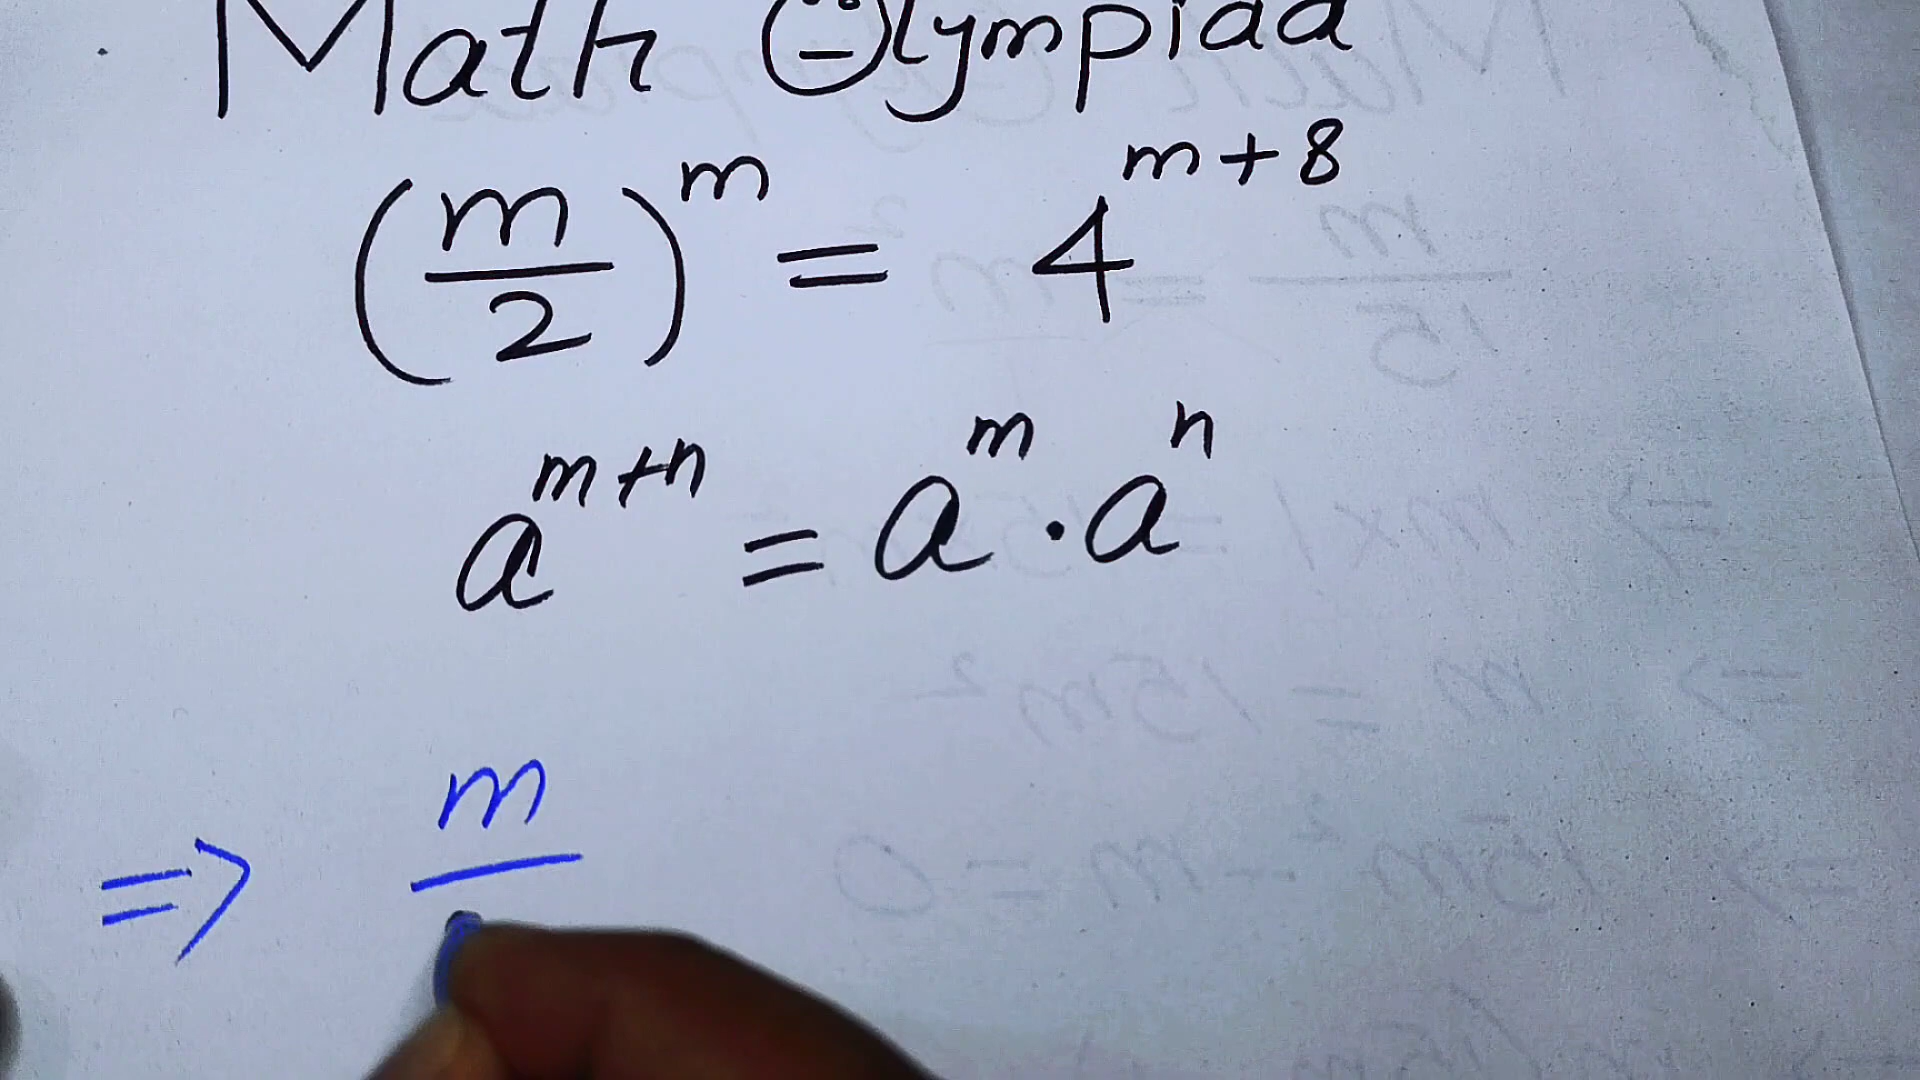 Math Olympiad
(m/2)^m = 4^(m+8)
a^(m+n) = a^m · a^n
⇒ m